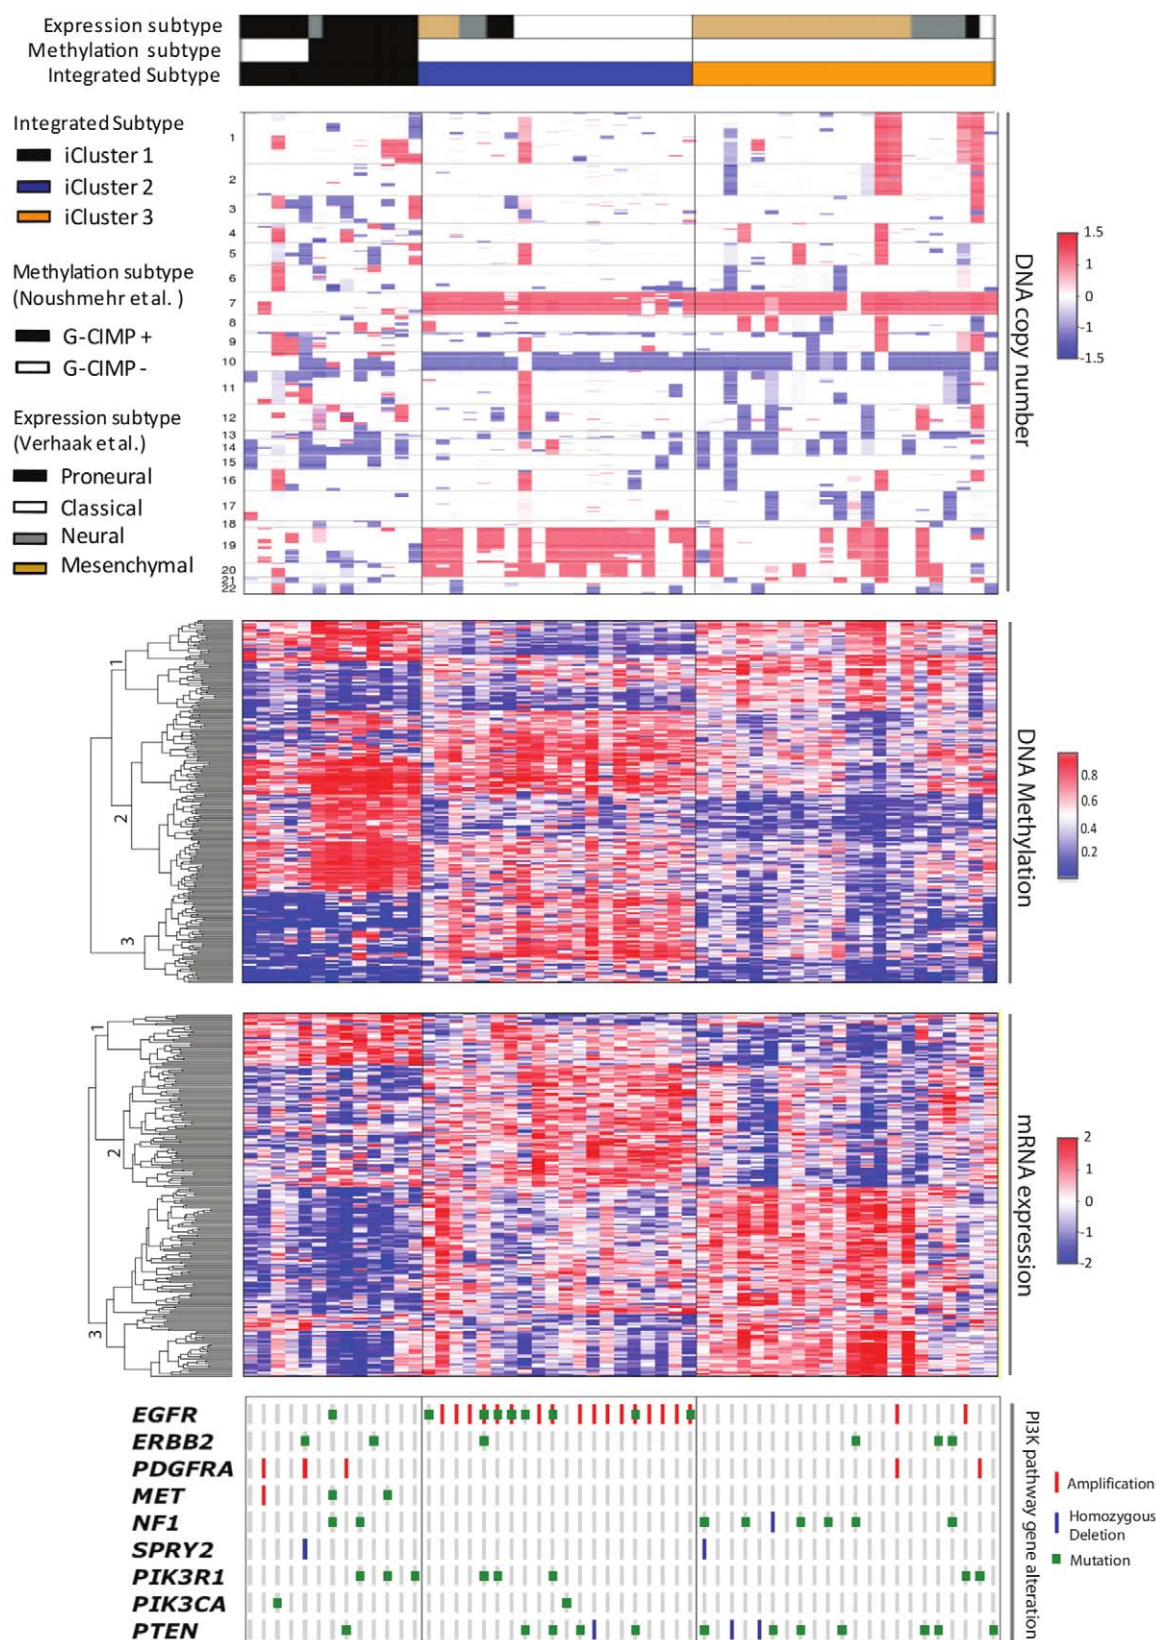 Expression subtype
Methylation subtype
Integrated Subtype
Integrated Subtype
iCluster 1
iCluster 2
iCluster 3
Methylation subtype
(Noushmehr et al. )
G-CIMP +
G-CIMP -
Expression subtype
(Verhaak et al.)
Proneural
Classical
Neural
Mesenchymal
1
2
3
4
5
6
7
8
9
10
11
12
13
14
15
16
17
18
19
20
21
22
DNA copy number
1.5
1
0
-1
-1.5
1
2
3
DNA Methylation
0.8
0.6
0.4
0.2
1
2
3
mRNA expression
2
1
0
-1
-2
EGFR
ERBB2
PDGFRA
MET
NF1
SPRY2
PIK3R1
PIK3CA
PTEN
PI3K pathway gene alteration
Amplification
Homozygous
Deletion
Mutation